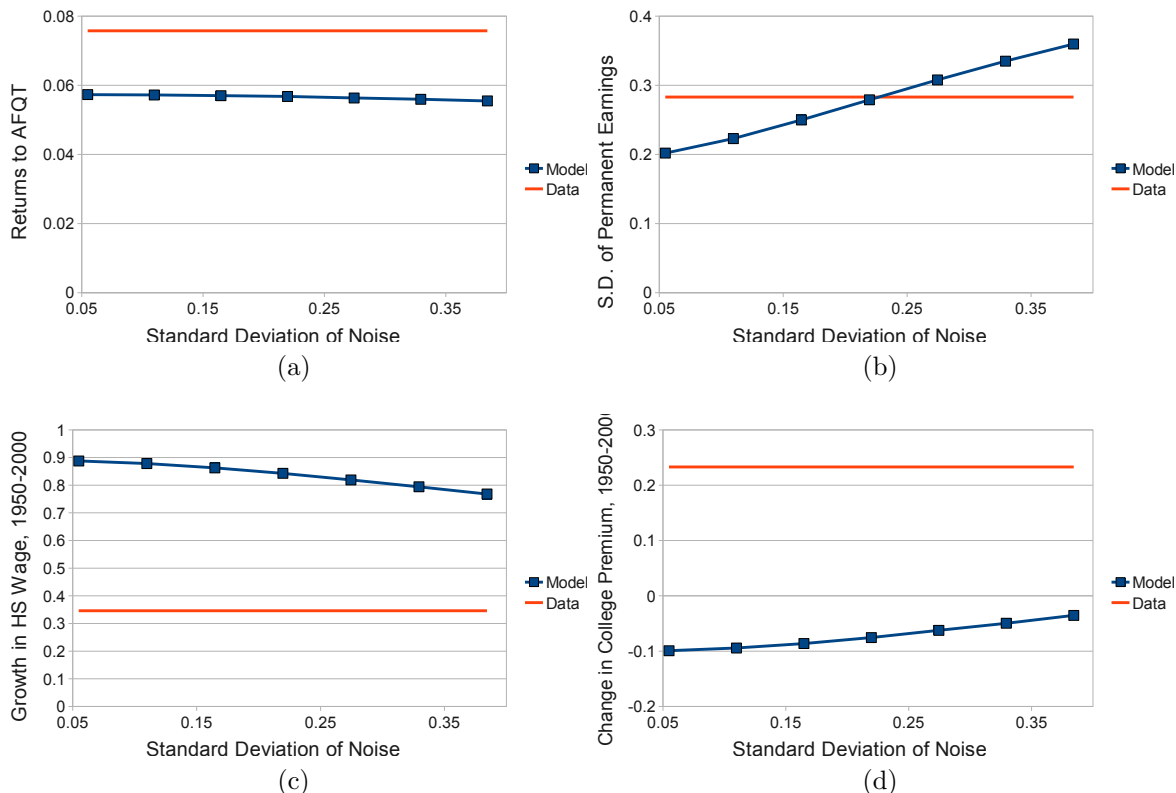 0.08
0.06
0.04
0.02
0
Returns to AFQT
0.05 0.15 0.25 0.35
Standard Deviation of Noise
Model
Data
(a)
0.4
0.3
0.2
0.1
0
S.D. of Permanent Earnings
0.05 0.15 0.25 0.35
Standard Deviation of Noise
Model
Data
(b)
1
0.9
0.8
0.7
0.6
0.5
0.4
0.3
0.2
0.1
0
Growth in HS Wage, 1950-2000
0.05 0.15 0.25 0.35
Standard Deviation of Noise
Model
Data
(c)
0.3
0.2
0.1
0
-0.1
-0.2
Change in College Premium, 1950-200
0.05 0.15 0.25 0.35
Standard Deviation of Noise
Model
Data
(d)